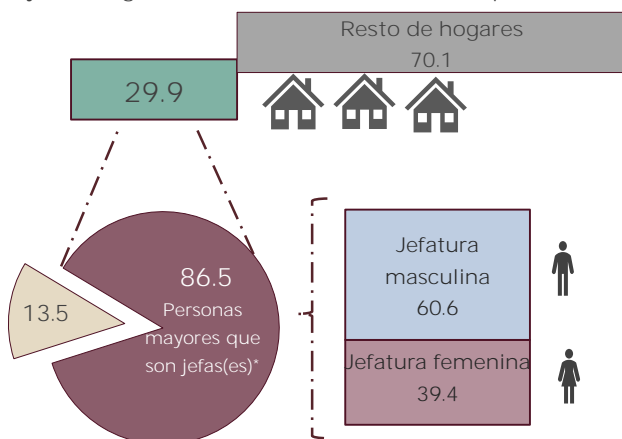 Resto de hogares
70.1
29.9
86.5
Personas
mayores que
son jefas(es)*
13.5
Jefatura
masculina
60.6
Jefatura femenina
39.4